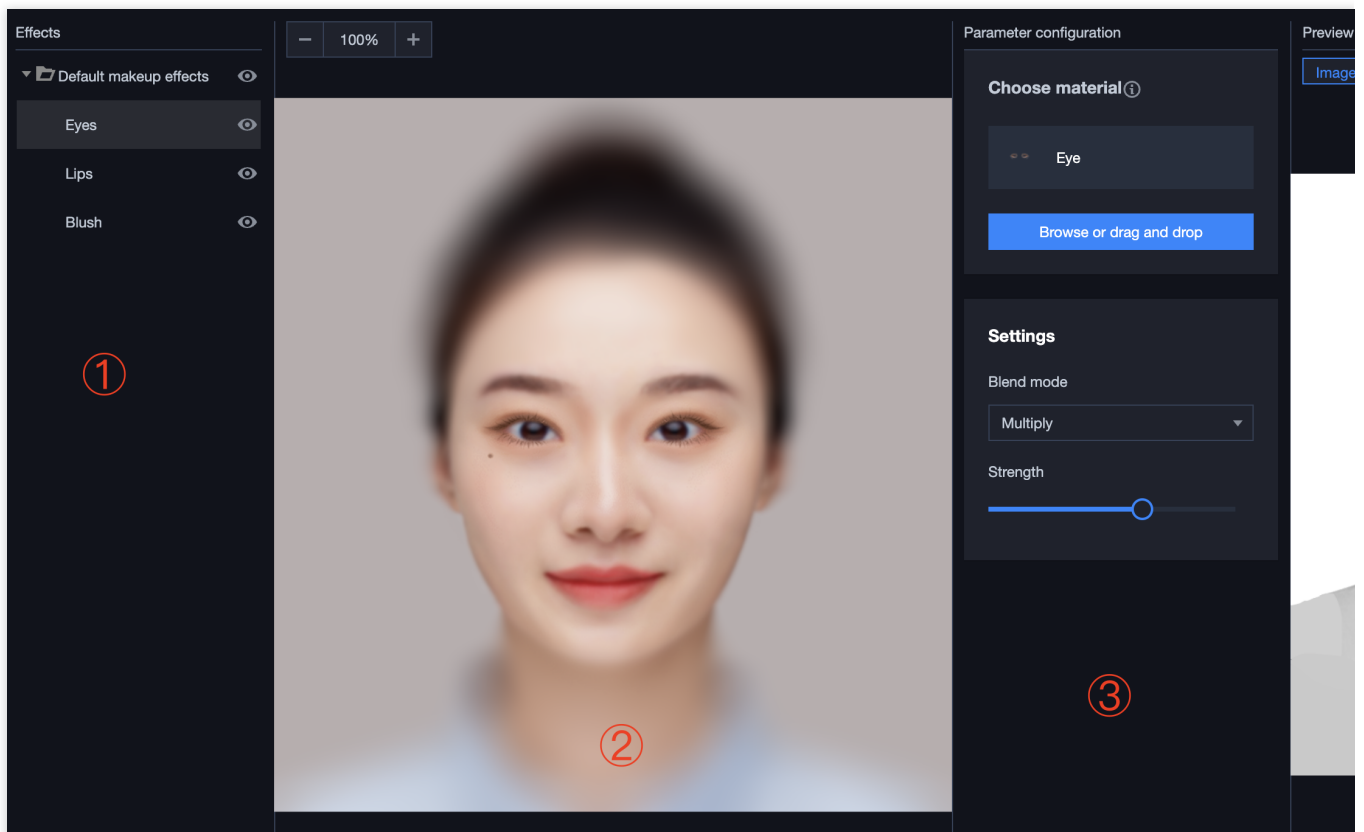 Effects
Default makeup effects
Eyes
Lips
Blush
①
− 100% +
②
Parameter configuration
Choose material
Eye
Browse or drag and drop
Settings
Blend mode
Multiply
Strength
③
Preview
Image